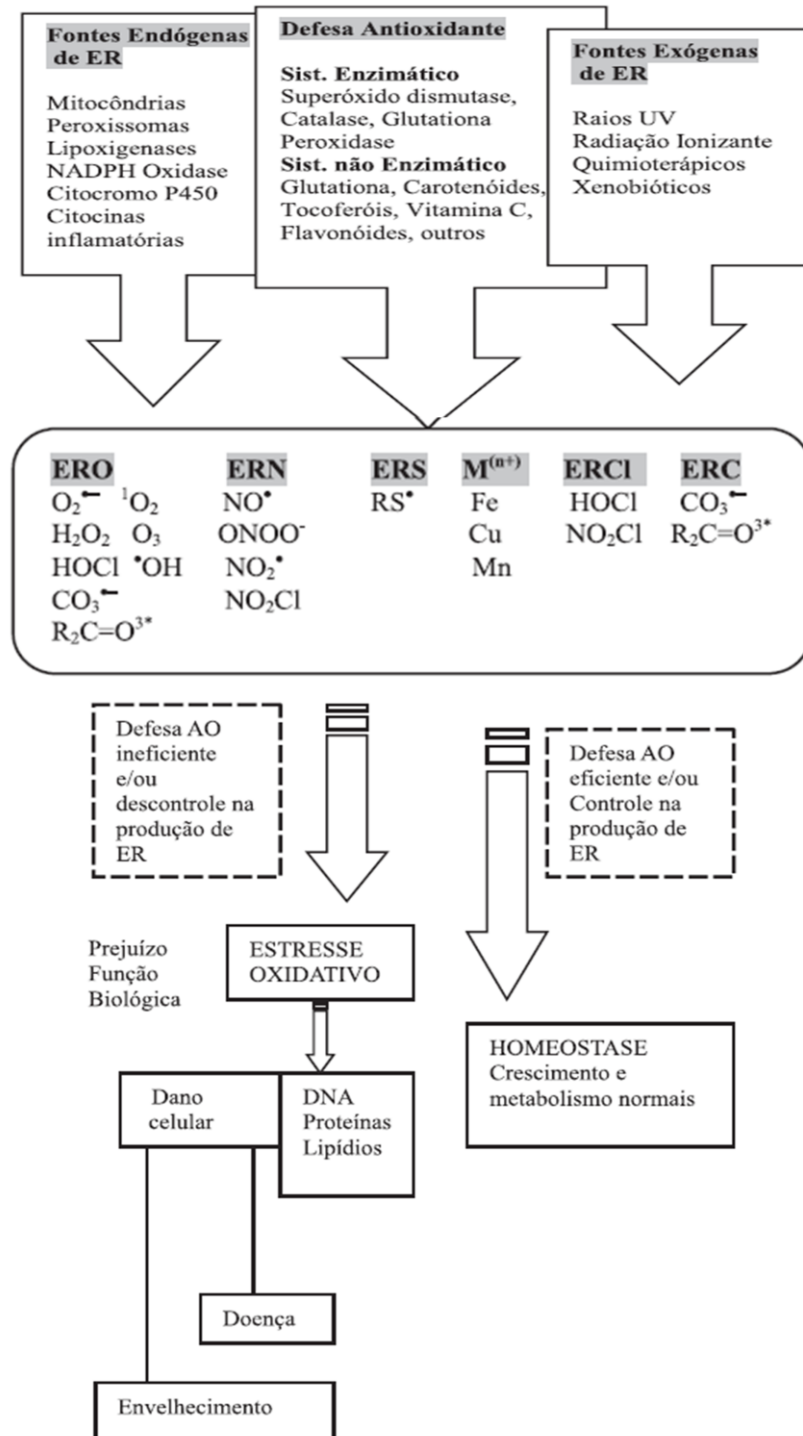 Fontes Endógenas
de ER
Mitocôndrias
Peroxissomas
Lipoxigenases
NADPH Oxidase
Citocromo P450
Citocinas
inflamatórias
Defesa Antioxidante
Sist. Enzimático
Superóxido dismutase,
Catalase, Glutationa
Peroxidase
Sist. não Enzimático
Glutationa, Carotenóides,
Tocoferóis, Vitamina C,
Flavonóides, outros
Fontes Exógenas
de ER
Raios UV
Radiação Ionizante
Quimioterápicos
Xenobióticos
ERO
O₂•− ¹O₂
H₂O₂ O₃
HOCl •OH
CO₃•−
R₂C=O³*
ERN
NO•
ONOO⁻
NO₂•
NO₂Cl
ERS
RS•
M⁽ⁿ⁺⁾
Fe
Cu
Mn
ERCl
HOCl
NO₂Cl
ERC
CO₃•−
R₂C=O³*
Defesa AO
ineficiente
e/ou
descontrole na
produção de
ER
Defesa AO
eficiente e/ou
Controle na
produção de
ER
Prejuízo
Função
Biológica
ESTRESSE
OXIDATIVO
HOMEOSTASE
Crescimento e
metabolismo normais
Dano
celular
DNA
Proteínas
Lipídios
Doença
Envelhecimento